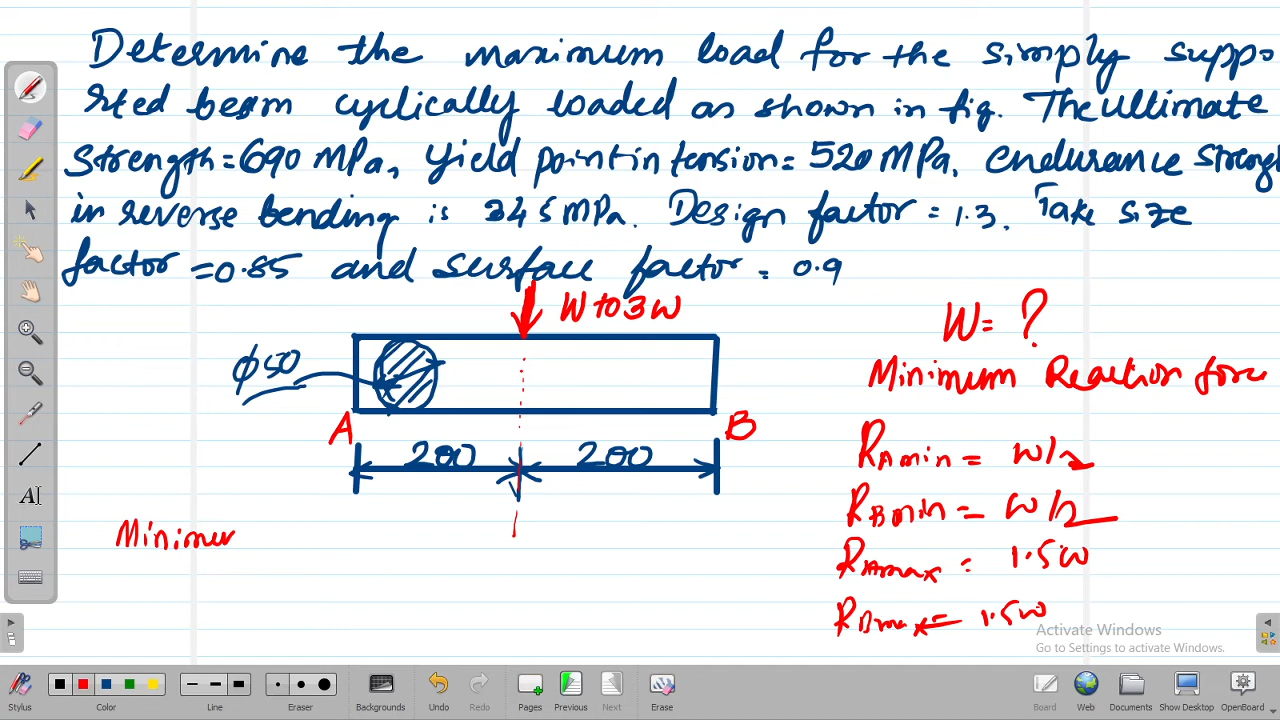 Determine the maximum load for the simply suppo
rted beam cyclically loaded as shown in fig. The ultimate
Strength = 690 MPa, Yield point in tension = 520 MPa, endurance strengt
in reverse bending is 345 MPa. Design factor = 1.3, Take size
factor = 0.85 and surface factor = 0.9
W to 3W
W = ?
Φ50
Minimum Reaction force
A
B
200
200
RAmin = W/2
RBmin = W/2
Minimu
RAmax = 1.5W
RBmax = 1.5W
Activate Windows
Go to Settings to activate Windows.
Stylus
Color
Line
Eraser
Backgrounds
Undo
Redo
Pages
Previous
Next
Erase
Board
Web
Documents
Show Desktop
OpenBoard